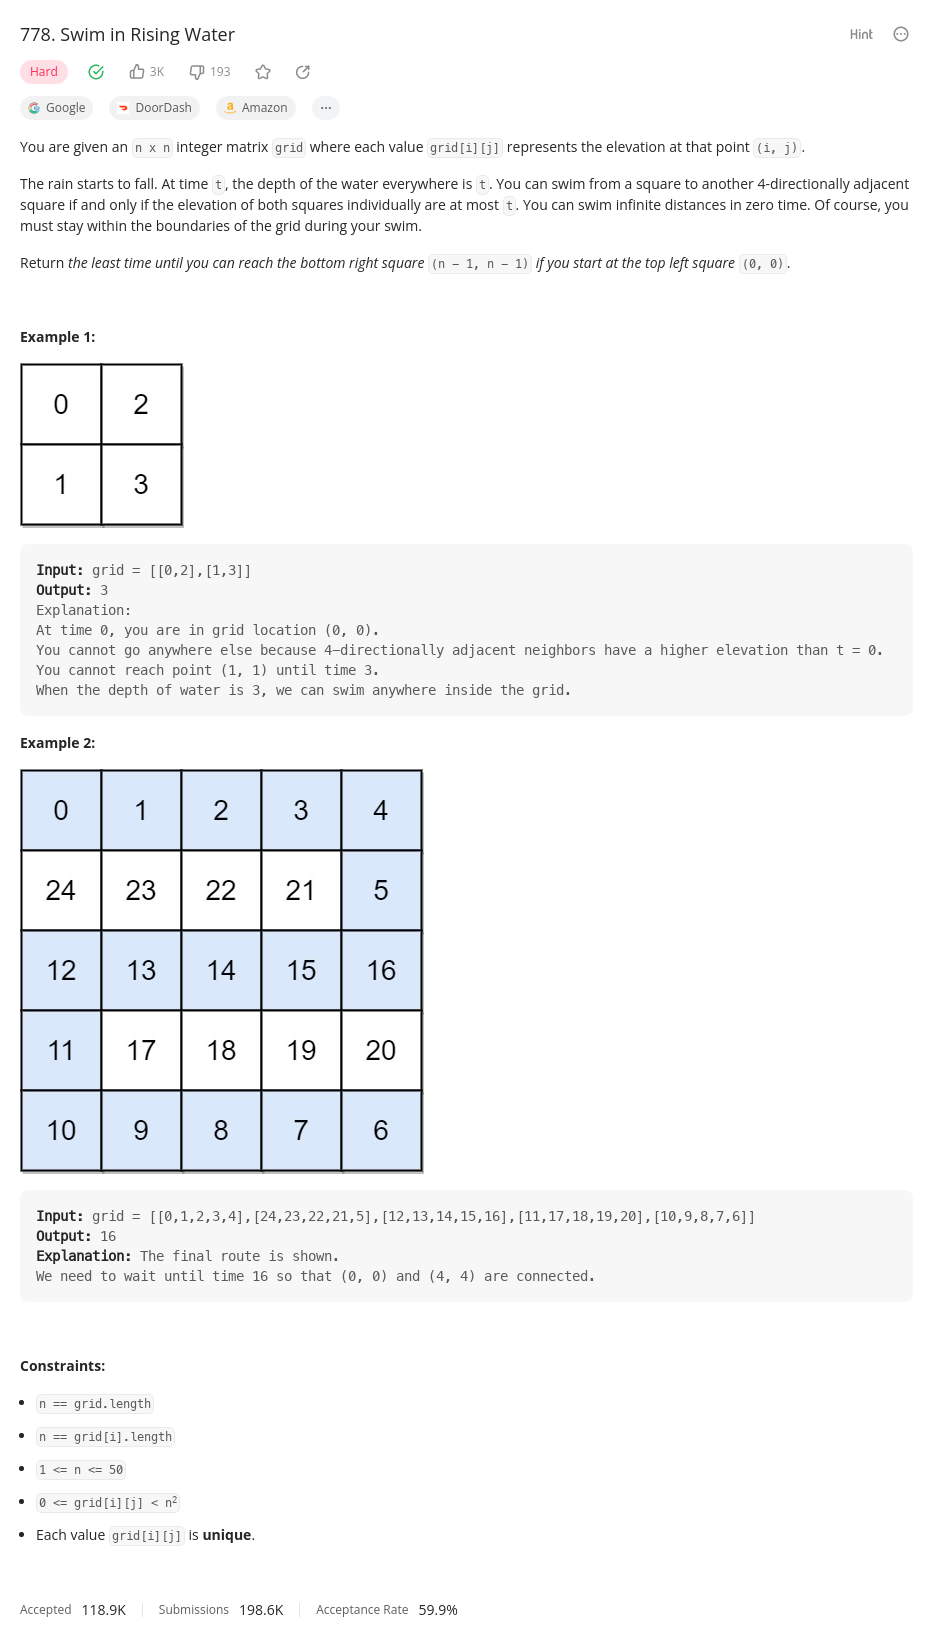 778. Swim in Rising Water
Hint
Hard
3K
193
Google
DoorDash
Amazon
...
You are given an n x n integer matrix grid where each value grid[i][j] represents the elevation at that point (i, j).
The rain starts to fall. At time t, the depth of the water everywhere is t. You can swim from a square to another 4-directionally adjacent
square if and only if the elevation of both squares individually are at most t. You can swim infinite distances in zero time. Of course, you
must stay within the boundaries of the grid during your swim.
Return the least time until you can reach the bottom right square (n - 1, n - 1) if you start at the top left square (0, 0).
Example 1:
0 2
1 3
Input: grid = [[0,2],[1,3]]
Output: 3
Explanation:
At time 0, you are in grid location (0, 0).
You cannot go anywhere else because 4-directionally adjacent neighbors have a higher elevation than t = 0.
You cannot reach point (1, 1) until time 3.
When the depth of water is 3, we can swim anywhere inside the grid.
Example 2:
0 1 2 3 4
24 23 22 21 5
12 13 14 15 16
11 17 18 19 20
10 9 8 7 6
Input: grid = [[0,1,2,3,4],[24,23,22,21,5],[12,13,14,15,16],[11,17,18,19,20],[10,9,8,7,6]]
Output: 16
Explanation: The final route is shown.
We need to wait until time 16 so that (0, 0) and (4, 4) are connected.
Constraints:
• n == grid.length
• n == grid[i].length
• 1 <= n <= 50
• 0 <= grid[i][j] < n²
• Each value grid[i][j] is unique.
Accepted 118.9K Submissions 198.6K Acceptance Rate 59.9%